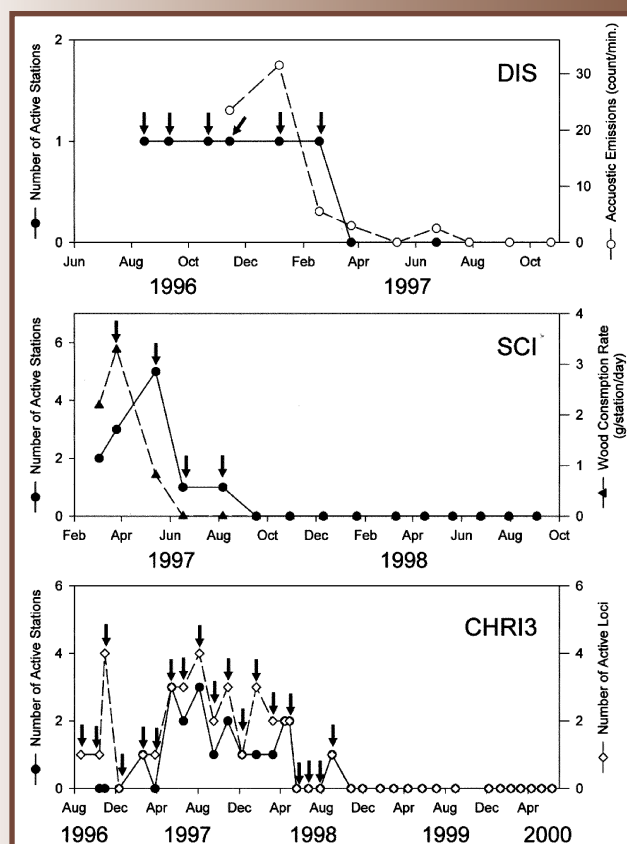 DIS
Number of Active Stations
Accuostic Emissions (count/min.)
2
1
0
30
20
10
0
Jun Aug Oct Dec Feb Apr Jun Aug Oct
1996 1997
SCI
Number of Active Stations
Wood Consmption Rate
(g/station/day)
6
4
2
0
4
3
2
1
0
Feb Apr Jun Aug Oct Dec Feb Apr Jun Aug Oct
1997 1998
CHRI3
Number of Active Stations
Number of Active Loci
6
4
2
0
6
4
2
0
Aug Dec Apr Aug Dec Apr Aug Dec Apr Aug Dec Apr
1996 1997 1998 1999 2000